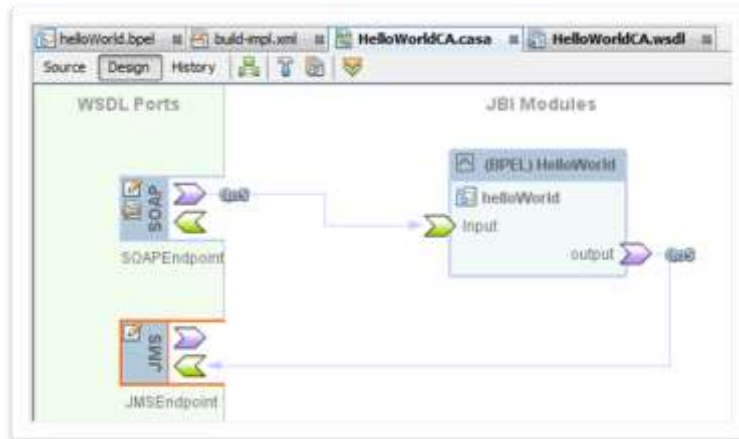 helloWorld.bpel build-impl.xml HelloWorldCA.casa HelloWorldCA.wsdl
Source Design History
WSDL Ports JBI Modules
(BPEL) HelloWorld
SOAP
helloWorld
Input
SOAPEndpoint
output
JMS
JMSEndpoint